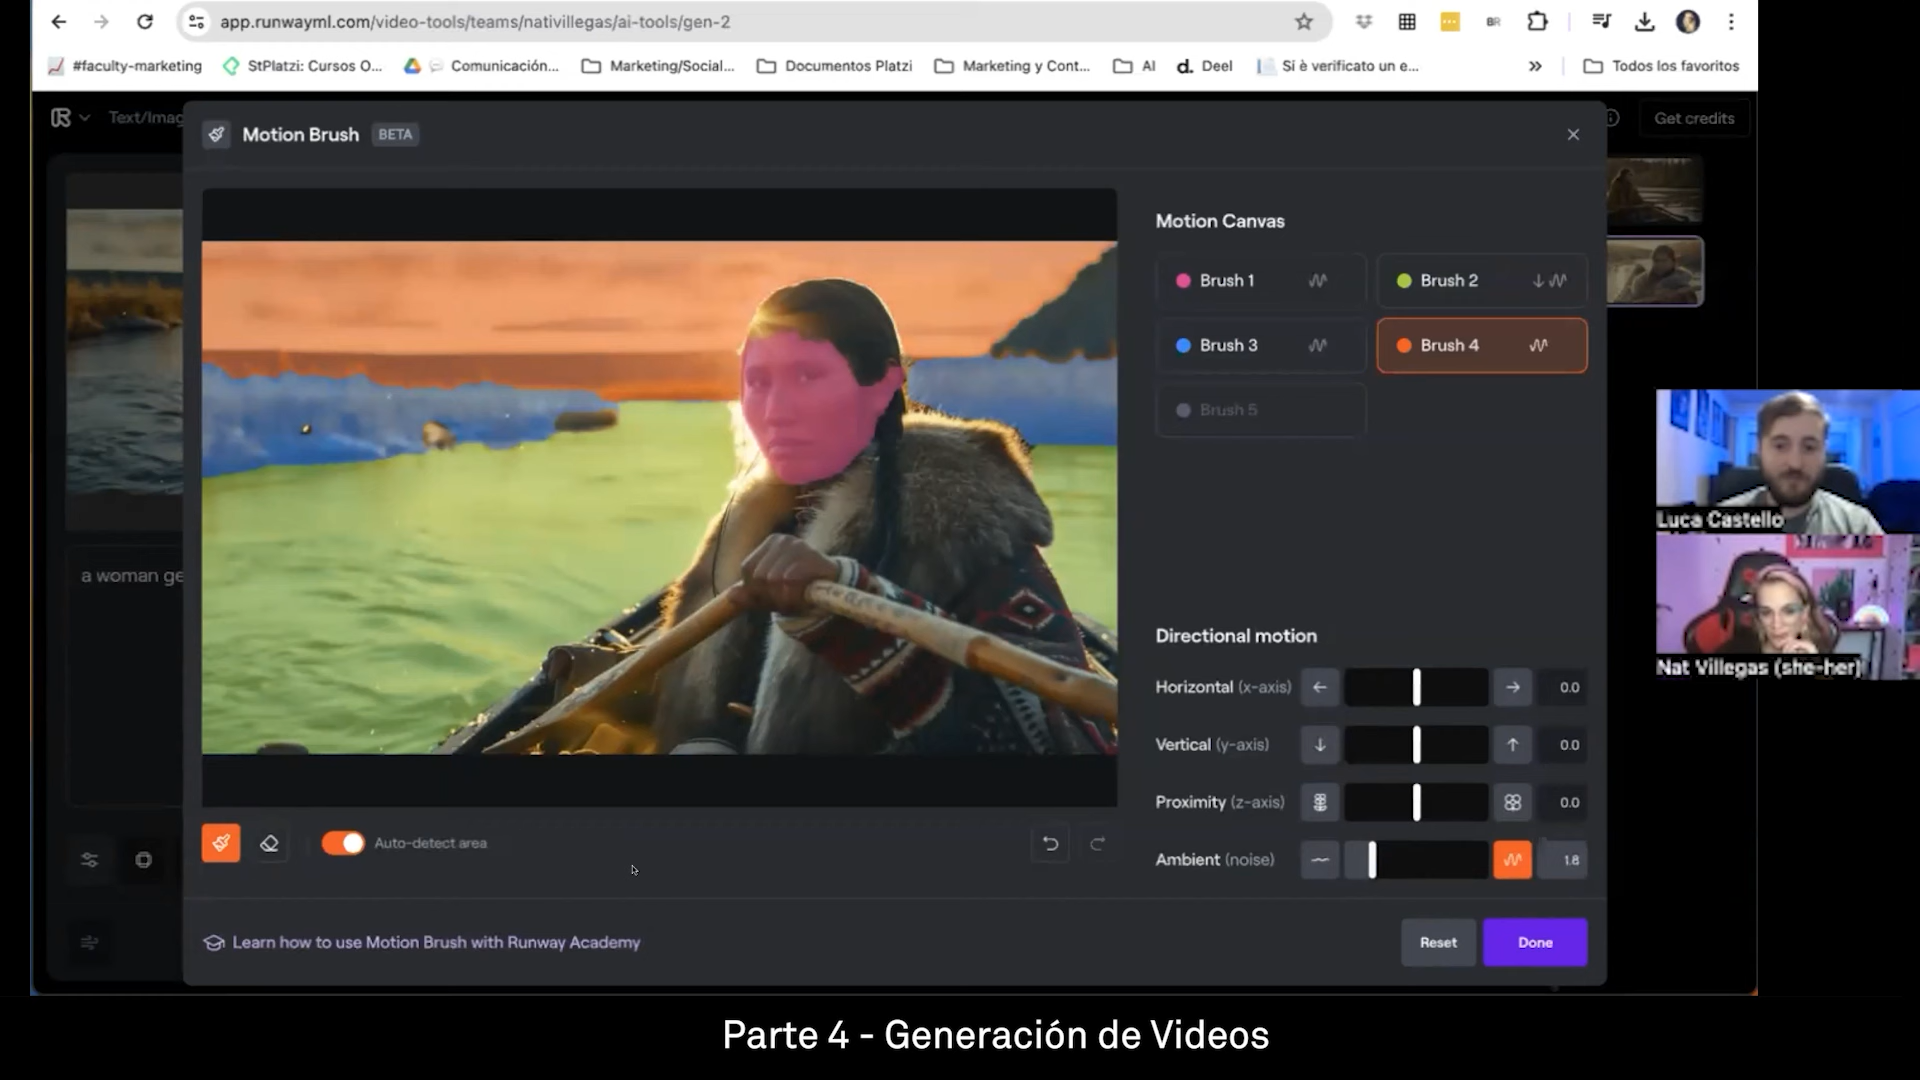 app.runwayml.com/video-tools/teams/nativillegas/ai-tools/gen-2
BR
#faculty-marketing
StPlatzi: Cursos O...
Comunicación...
Marketing/Social...
Documentos Platzi
Marketing y Cont...
AI
d. Deel
Si è verificato un e...
Todos los favoritos
Text/Imag
Motion Brush BETA
Get credits
Motion Canvas
Brush 1
Brush 2
Brush 3
Brush 4
Brush 5
Luca Castello
a woman ge
Directional motion
Nat Villegas (she-her)
Horizontal (x-axis) 0.0
Vertical (y-axis) 0.0
Proximity (z-axis) 0.0
Auto-detect area
Ambient (noise) 1.8
Learn how to use Motion Brush with Runway Academy
Reset
Done
Parte 4 - Generación de Videos